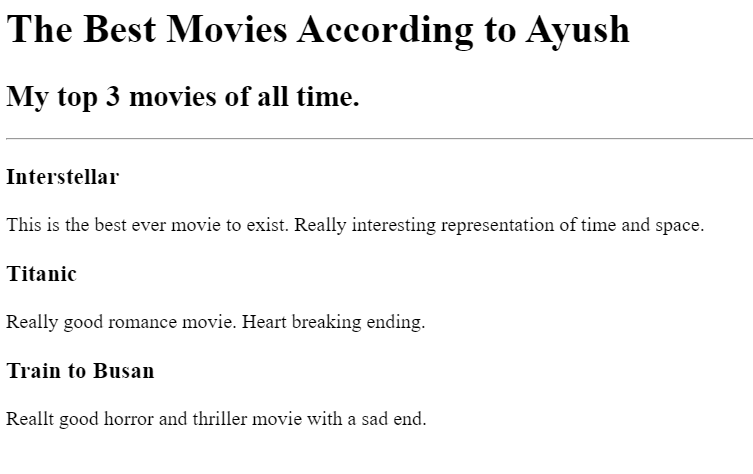 The Best Movies According to Ayush
My top 3 movies of all time.
Interstellar
This is the best ever movie to exist. Really interesting representation of time and space.
Titanic
Really good romance movie. Heart breaking ending.
Train to Busan
Reallt good horror and thriller movie with a sad end.